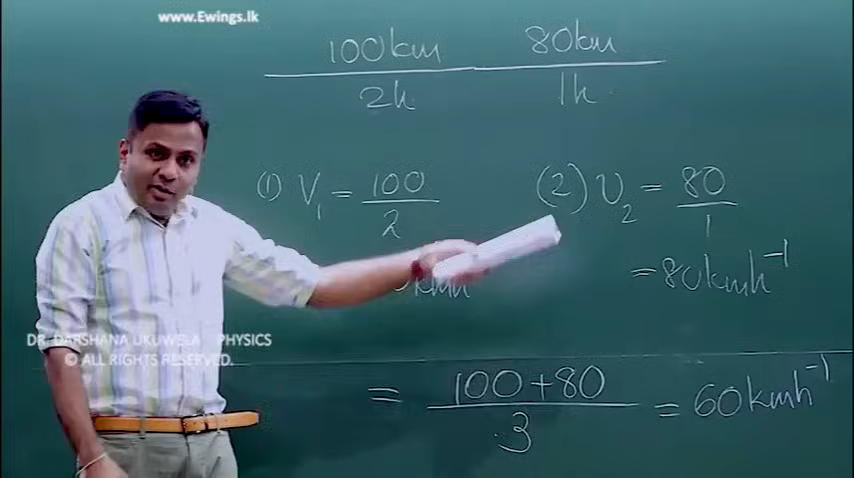 www.Ewings.lk
100km 80km
2h 1h
(1) V₁ = 100/2 (2) V₂ = 80/1
kmh = 80kmh⁻¹
DR. DARSHANA UKUWELA PHYSICS
© ALL RIGHTS RESERVED.
= 100+80/3 = 60kmh⁻¹